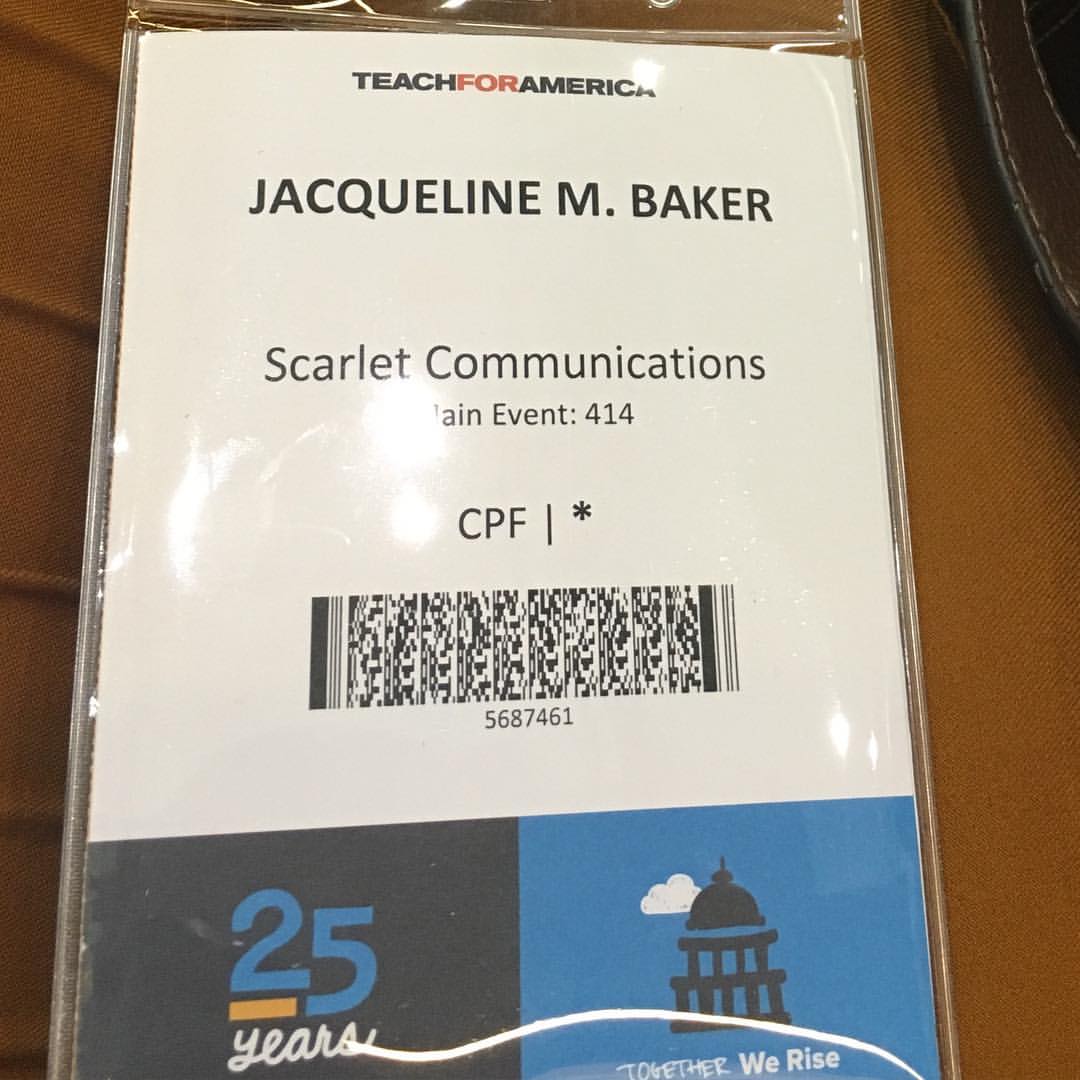 TEACHFORAMERICA
JACQUELINE M. BAKER
Scarlet Communications
Event: 414
CPF | *
5687461
25
years
TOGETHER We Rise